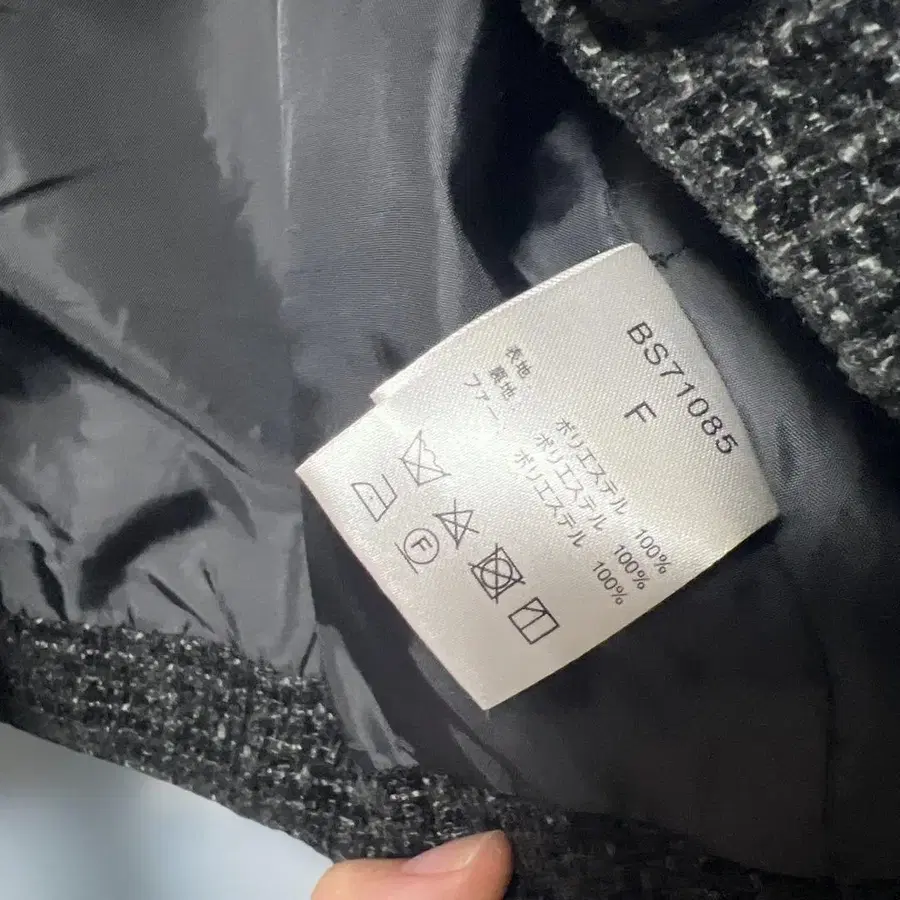 BS71085
F
表地 ポリエステル 100%
裏地 ポリエステル 100%
ファー ポリエステル 100%
F